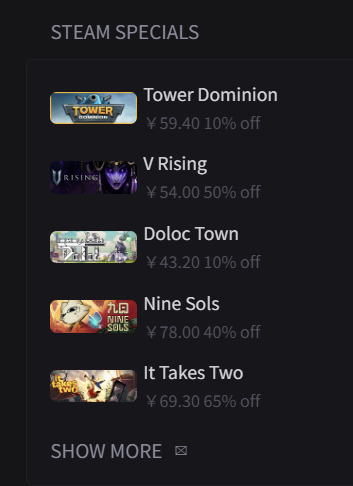 STEAM SPECIALS
TOWER
DOMINION
Tower Dominion
¥ 59.40 10% off
V RISING
V Rising
¥ 54.00 50% off
Doloc Town
¥ 43.20 10% off
九日
NINE
SOLS
Nine Sols
¥ 78.00 40% off
It
takes
two
It Takes Two
¥ 69.30 65% off
SHOW MORE